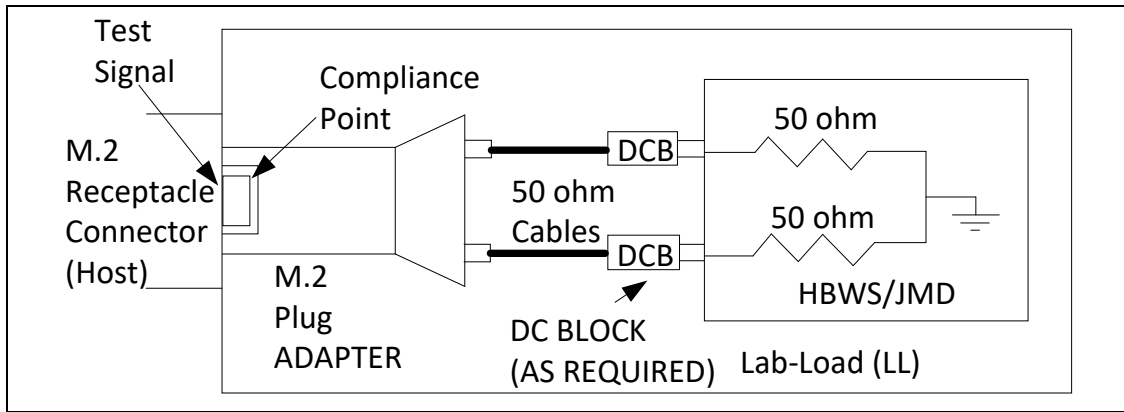 Test
Signal
Compliance
Point
M.2
Receptacle
Connector
(Host)
M.2
Plug
ADAPTER
50 ohm
Cables
DCB
DCB
DC BLOCK
(AS REQUIRED)
50 ohm
50 ohm
HBWS/JMD
Lab-Load (LL)